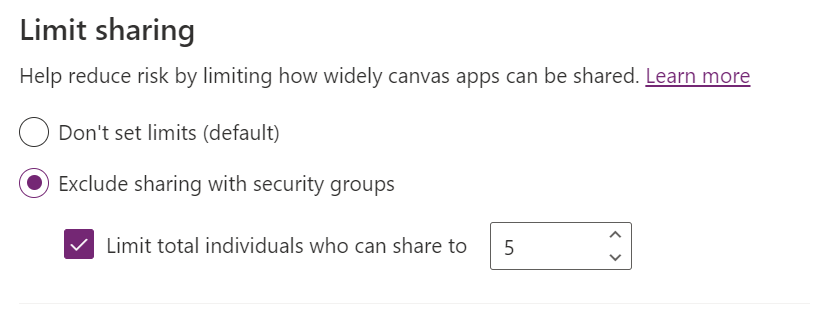 Limit sharing
Help reduce risk by limiting how widely canvas apps can be shared. Learn more
Don't set limits (default)
Exclude sharing with security groups
Limit total individuals who can share to 5